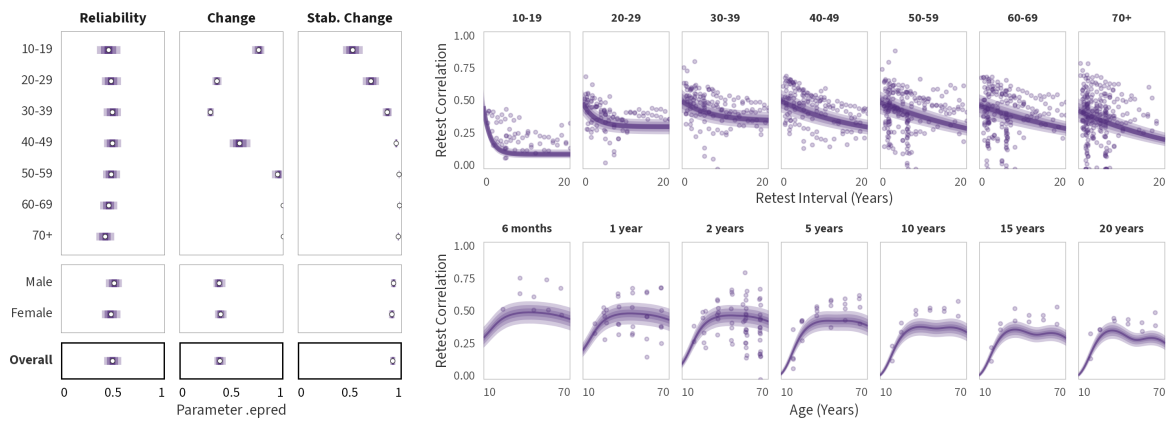 Reliability Change Stab. Change
10-19
20-29
30-39
40-49
50-59
60-69
70+
Male
Female
Overall
0 0.5 1 0 0.5 1 0 0.5 1
Parameter .epred
10-19 20-29 30-39 40-49 50-59 60-69 70+
Retest Correlation
1.00
0.75
0.50
0.25
0.00
0 20 0 20 0 20 0 20 0 20 0 20 0 20
Retest Interval (Years)
6 months 1 year 2 years 5 years 10 years 15 years 20 years
Retest Correlation
1.00
0.75
0.50
0.25
0.00
10 70 10 70 10 70 10 70 10 70 10 70 10 70
Age (Years)